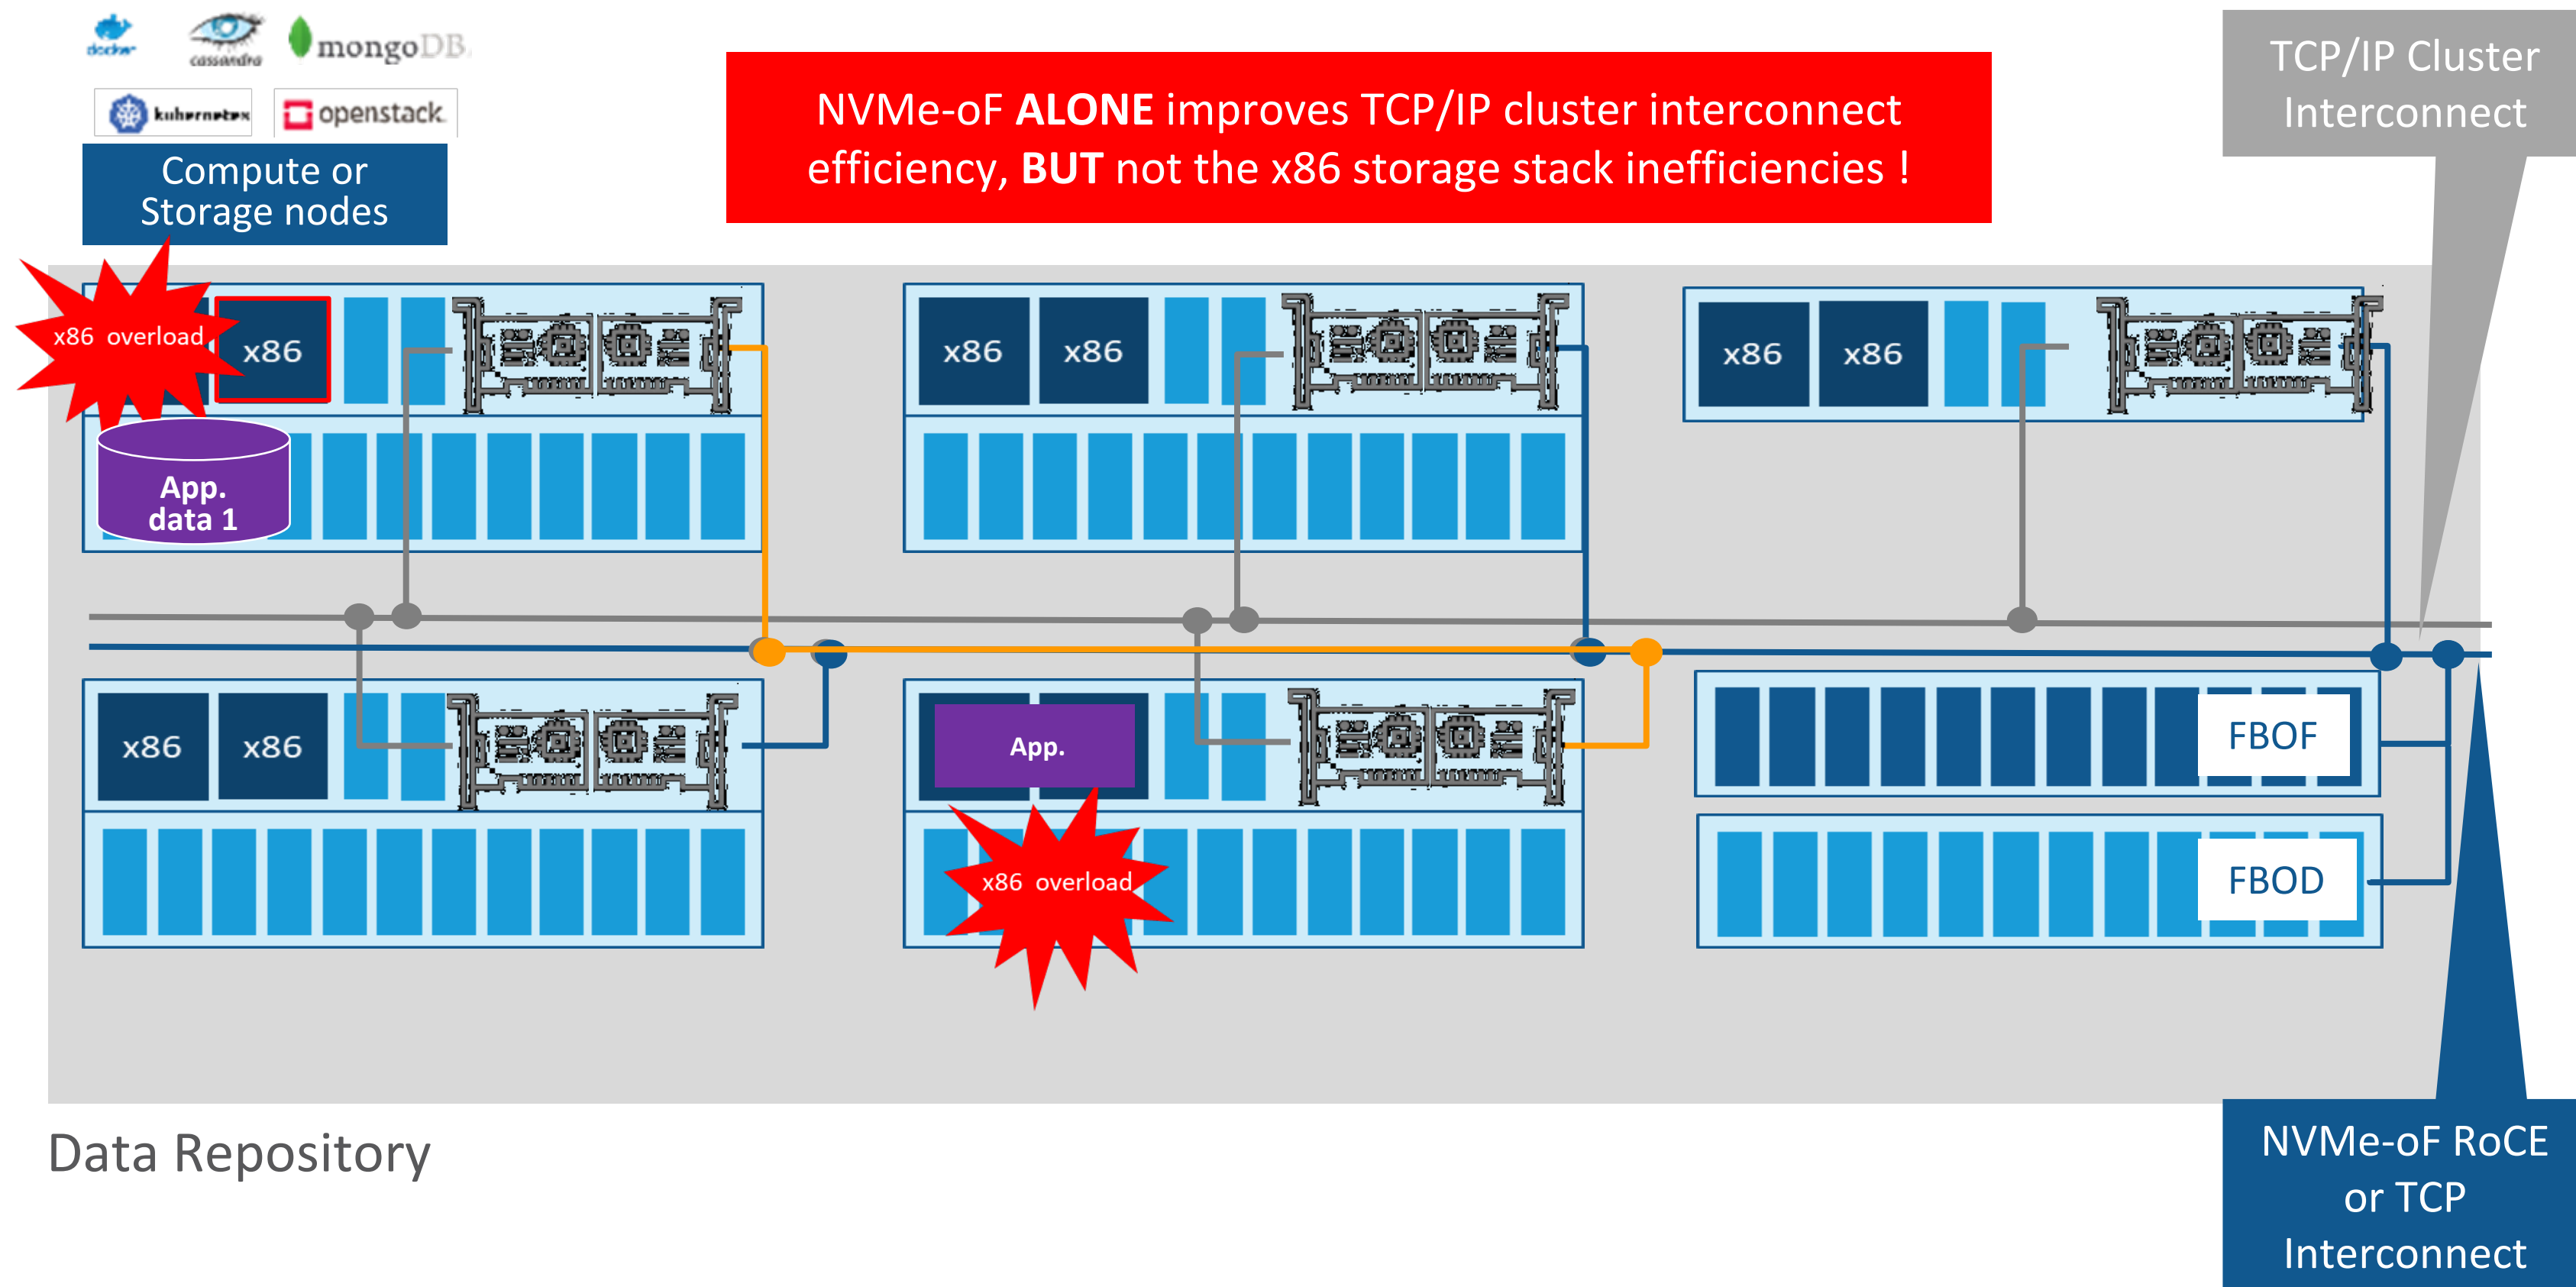 docker
cassandra
mongoDB
kubernetes
openstack.
Compute or
Storage nodes
NVMe-oF ALONE improves TCP/IP cluster interconnect
efficiency, BUT not the x86 storage stack inefficiencies !
TCP/IP Cluster
Interconnect
x86 overload
x86
x86
x86
x86
x86
App.
data 1
x86
x86
App.
x86 overload
FBOF
FBOD
Data Repository
NVMe-oF RoCE
or TCP
Interconnect